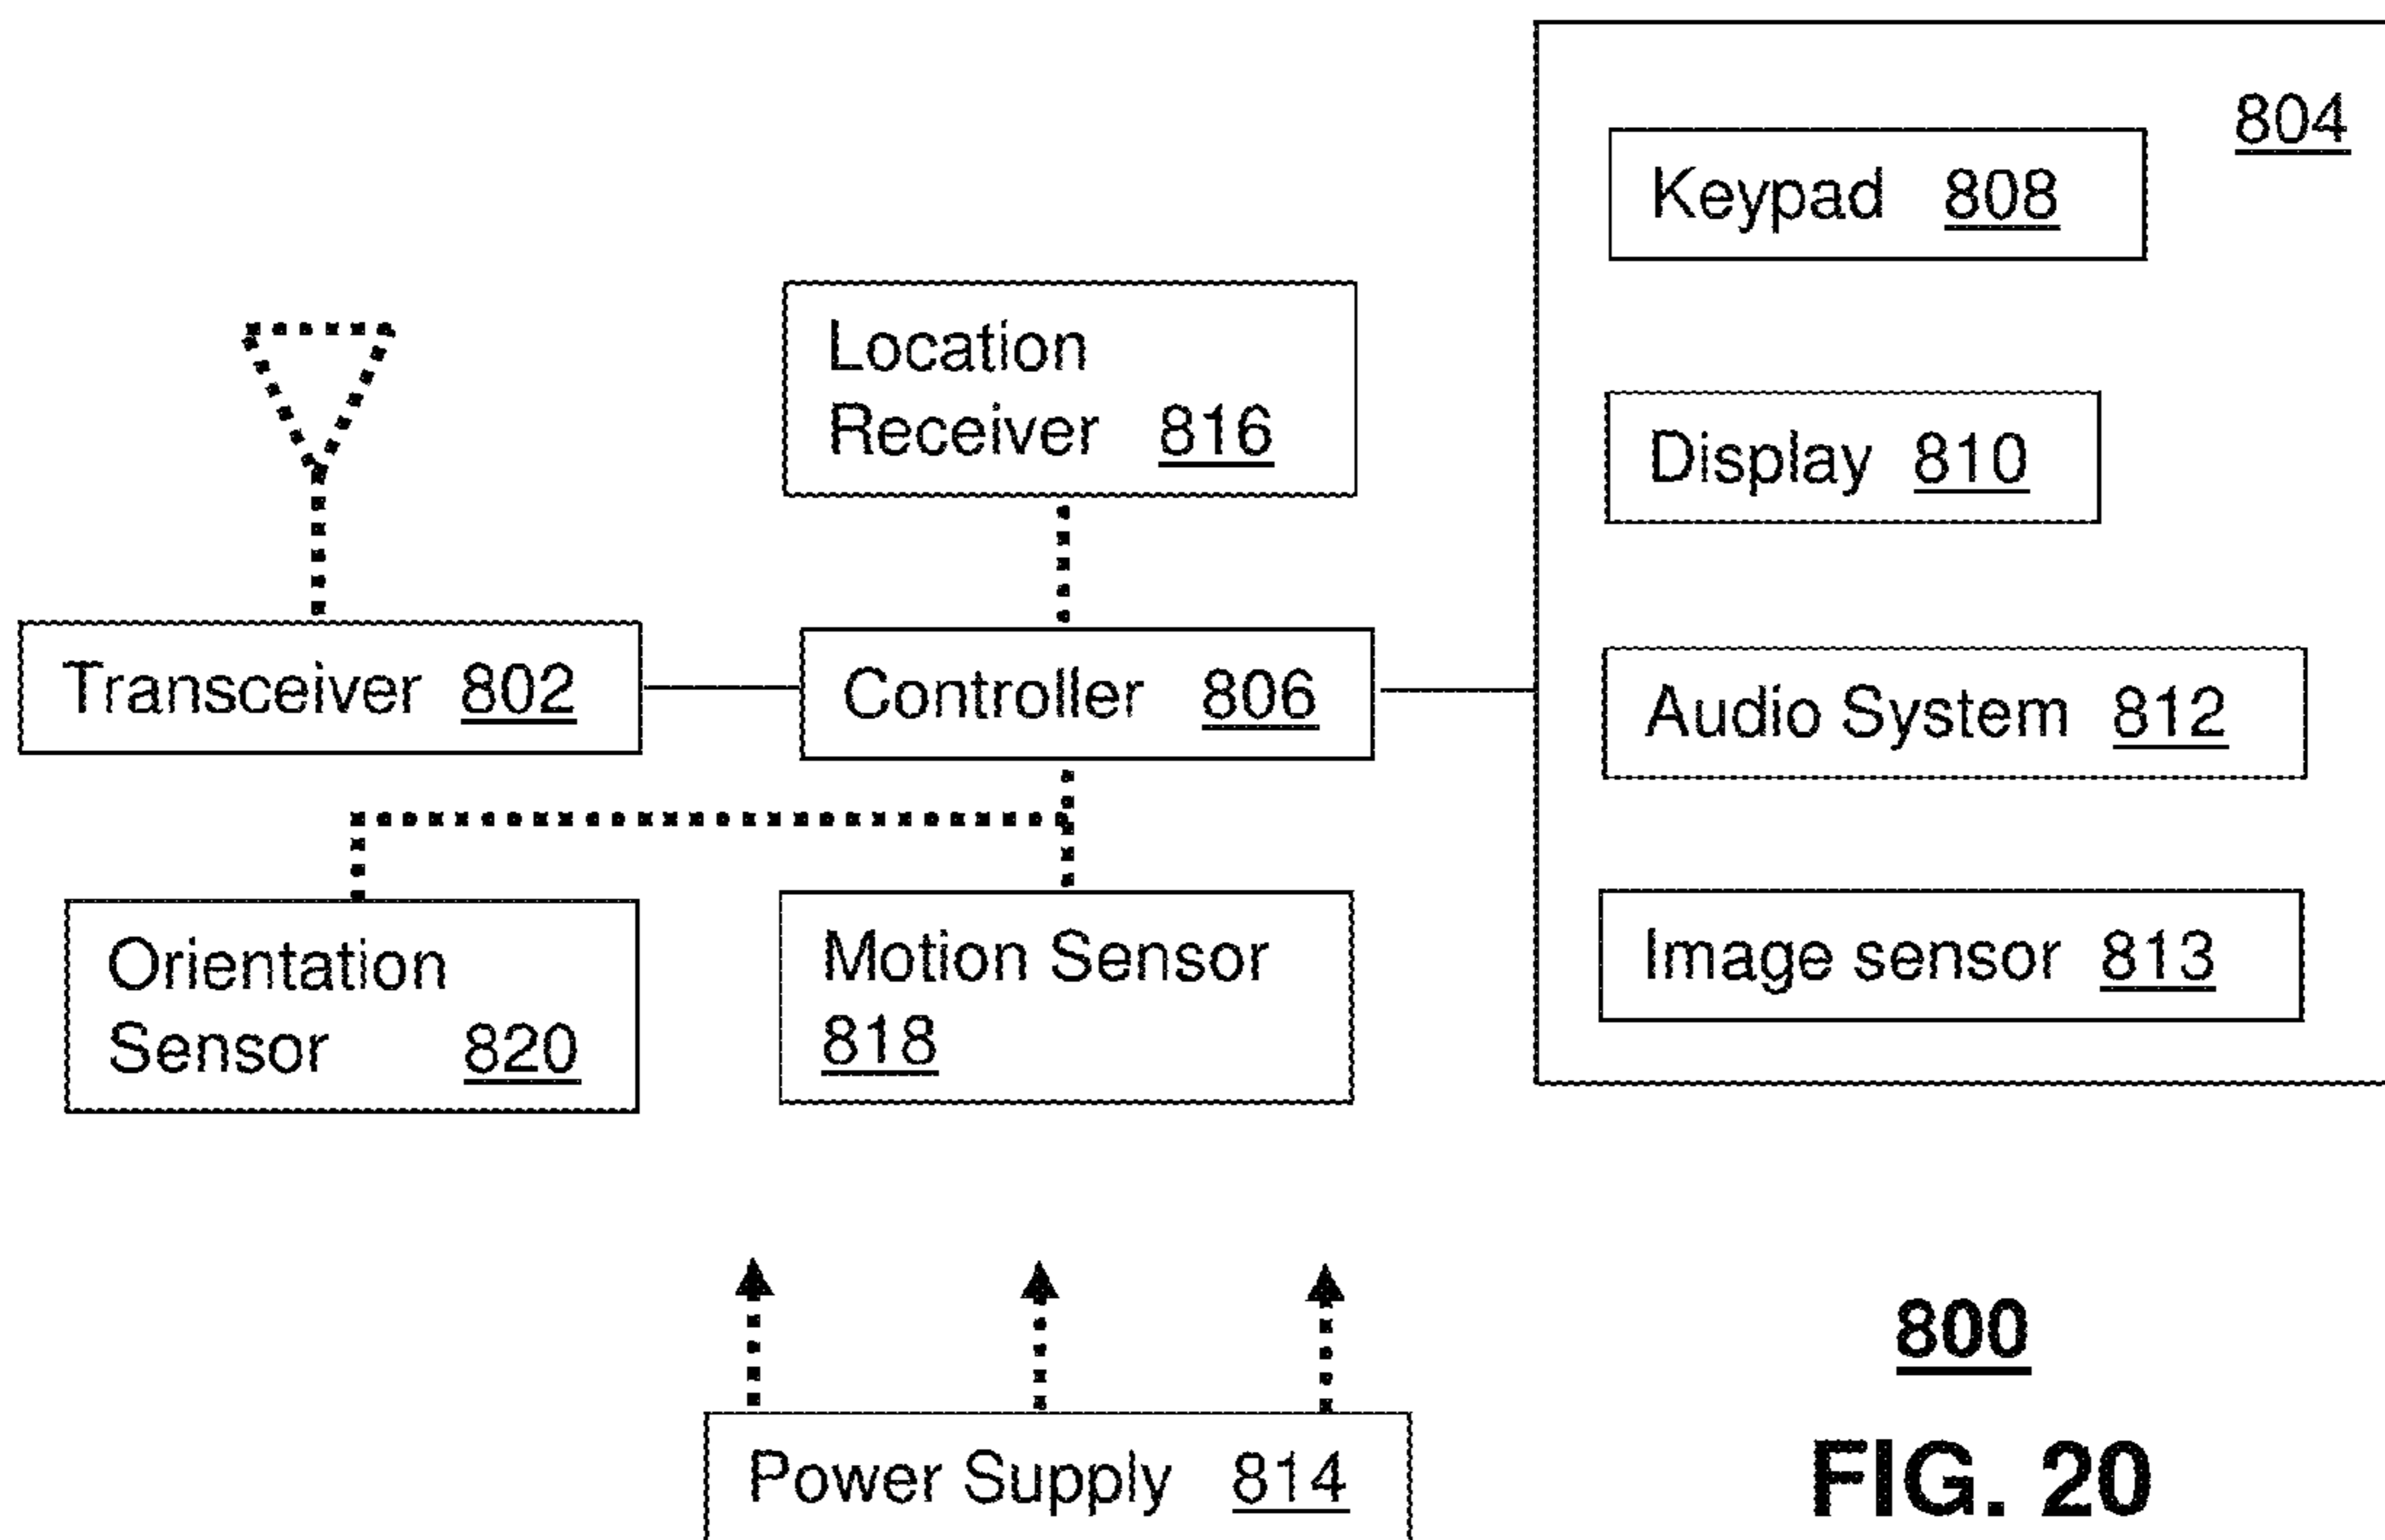 804
Keypad 808
Location
Receiver 816
Display 810
Transceiver 802
Controller 806
Audio System 812
Orientation
Sensor 820
Motion Sensor
818
Image sensor 813
Power Supply 814
800
FIG. 20